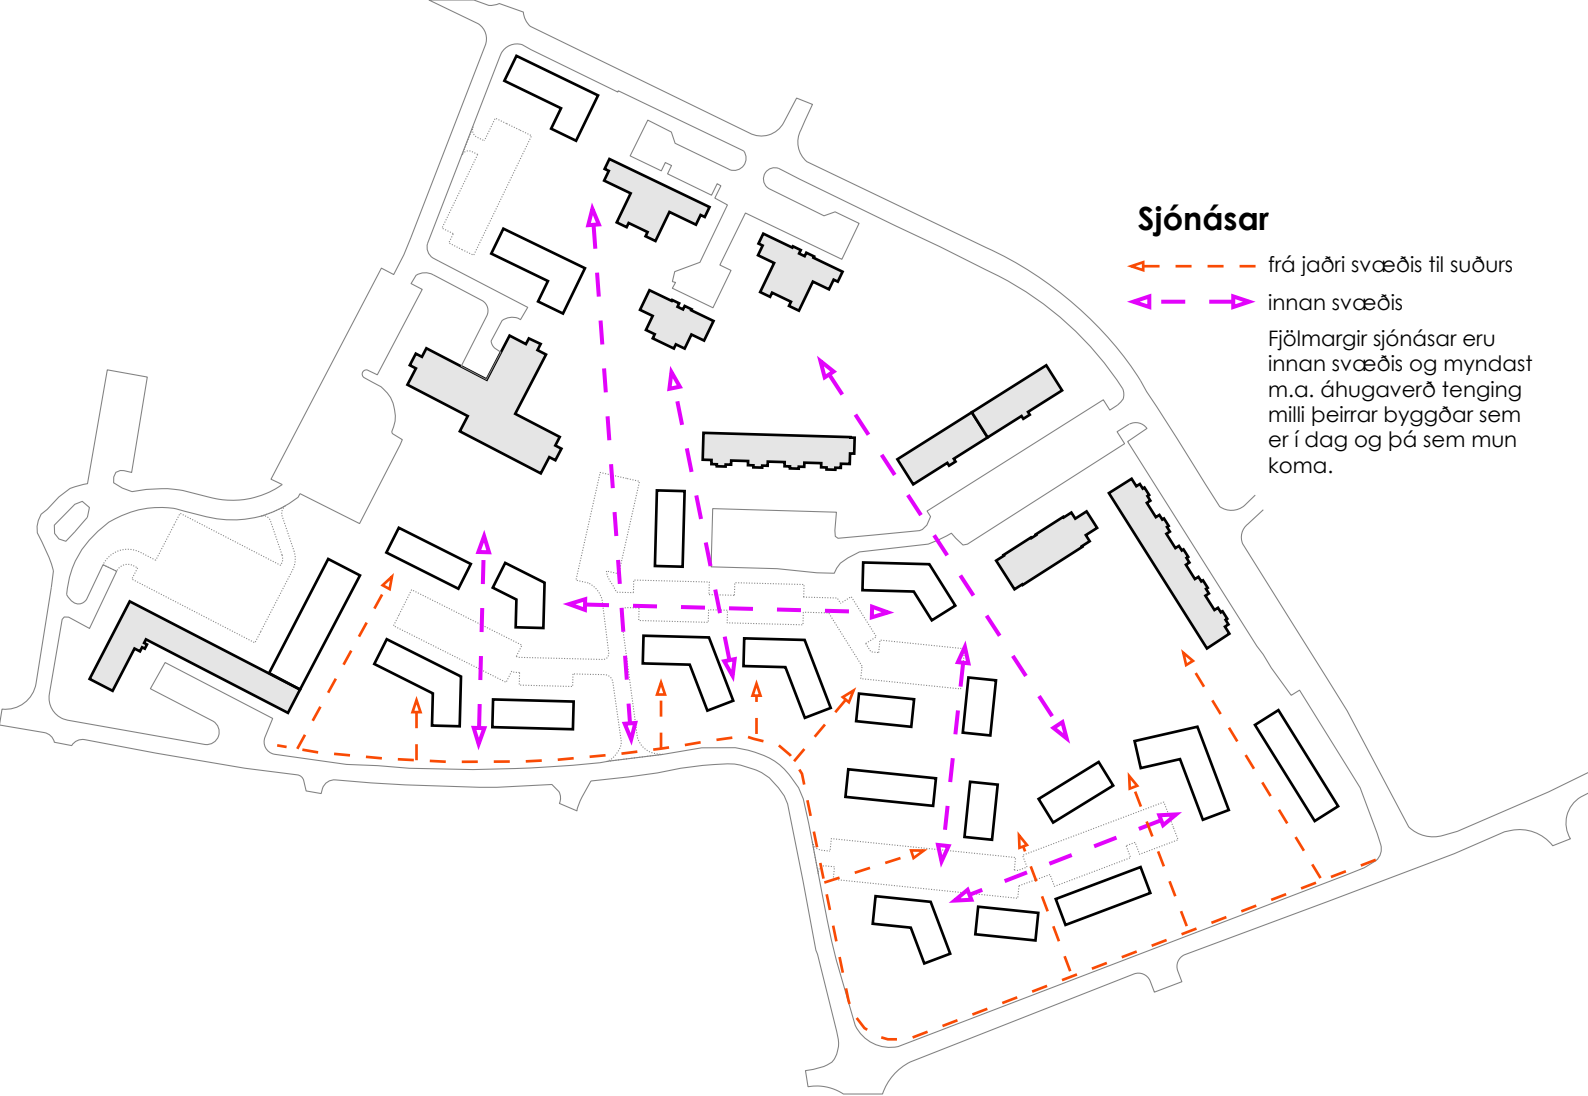 Sjónásar
frá jaðri svæðis til suðurs
innan svæðis
Fjölmargir sjónásar eru
innan svæðis og myndast
m.a. áhugaverð tenging
milli þeirrar byggðar sem
er í dag og þá sem mun
koma.